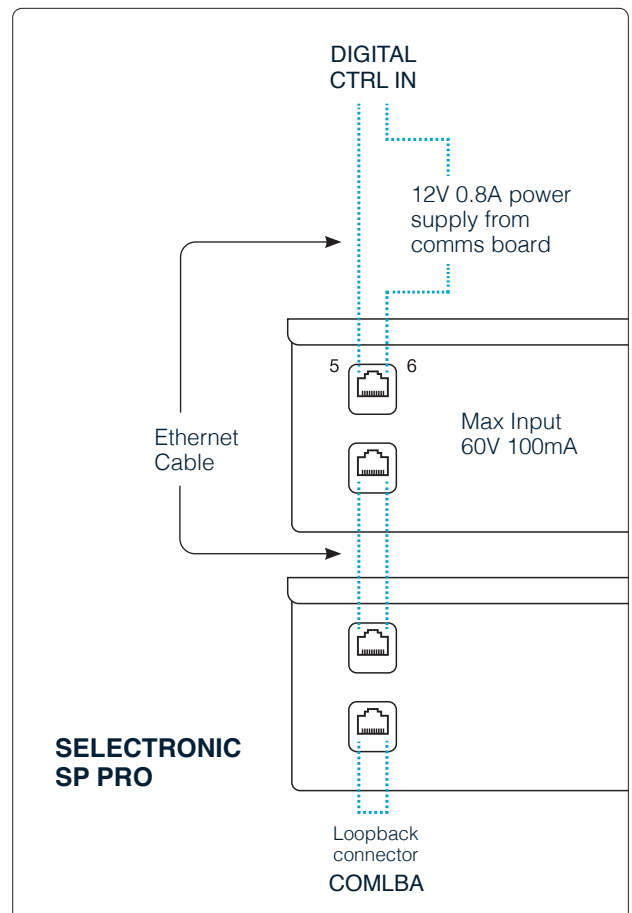 DIGITAL
CTRL IN
12V 0.8A power
supply from
comms board
5
6
Max Input
60V 100mA
Ethernet
Cable
SELECTRONIC
SP PRO
Loopback
connector
COMLBA